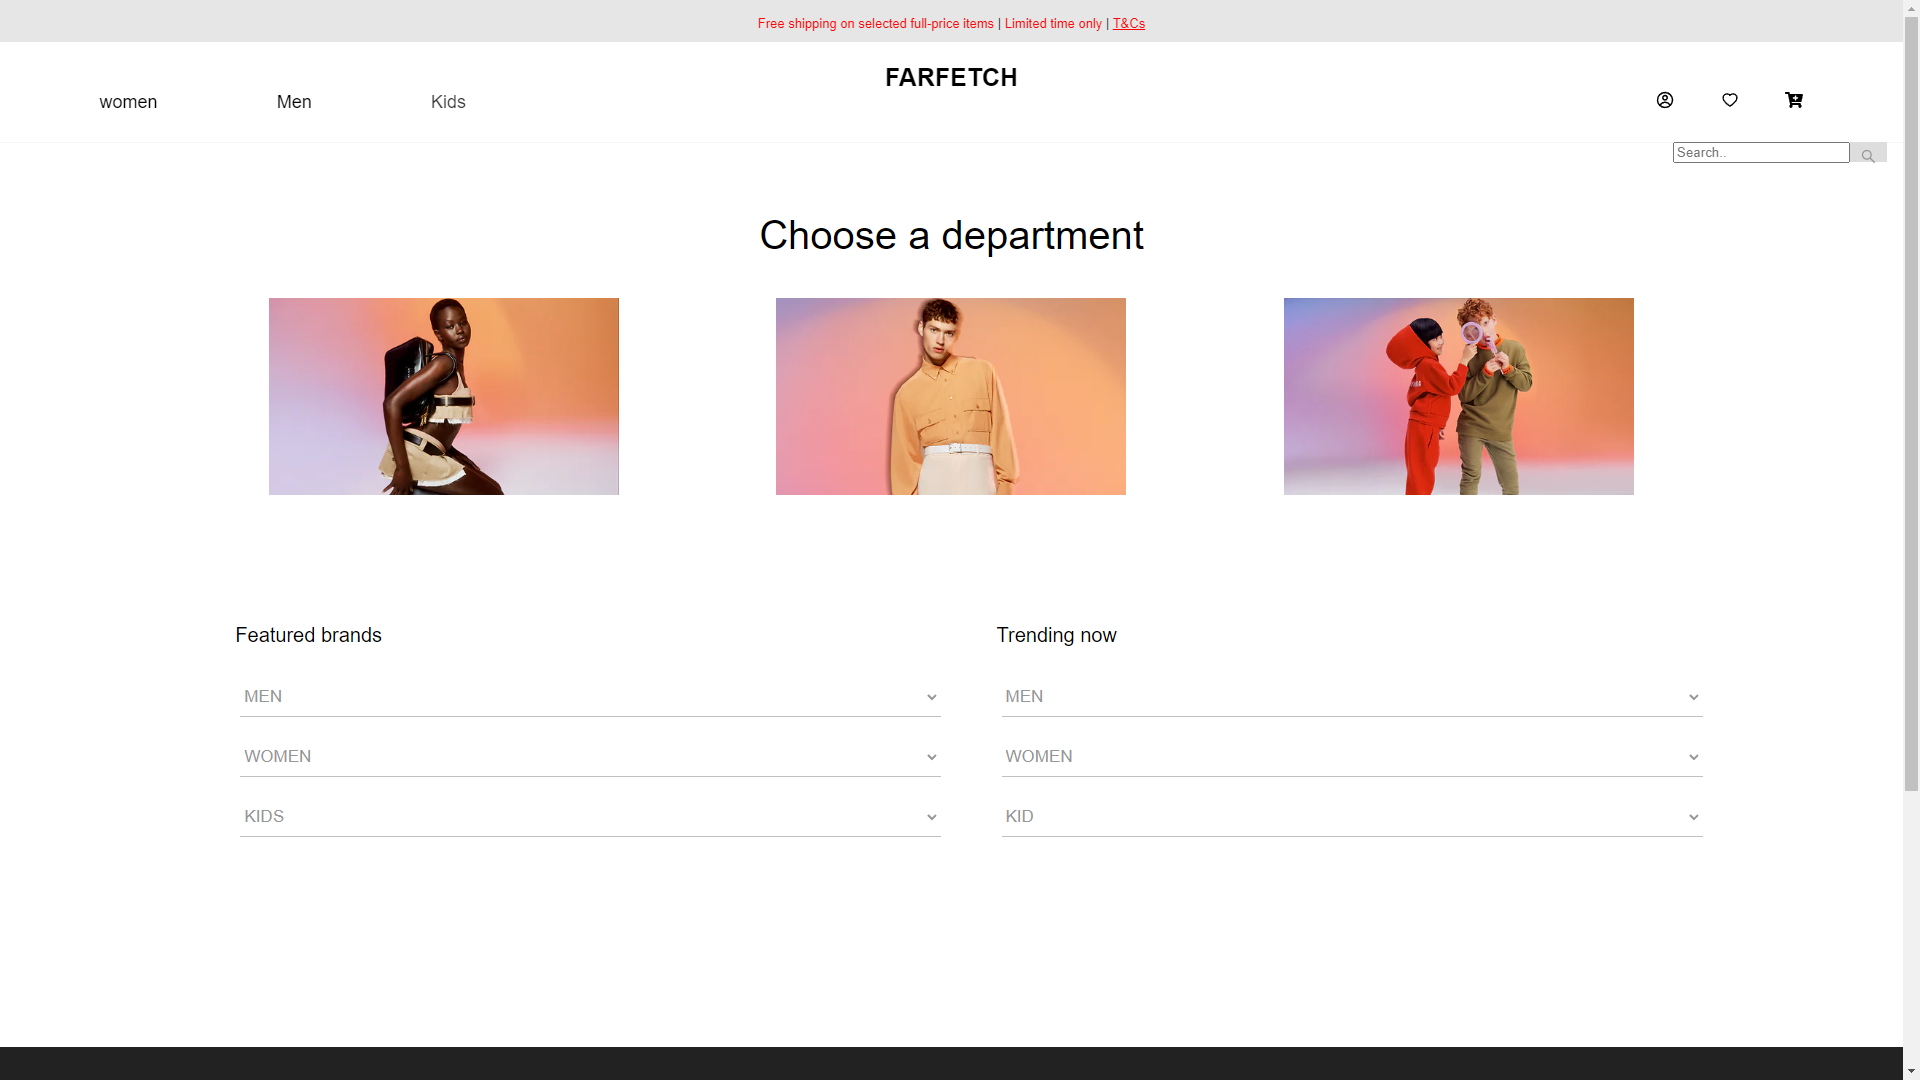 Free shipping on selected full-price items | Limited time only | T&Cs
FARFETCH
women
Men
Kids
Search..
Choose a department
Featured brands
MEN
WOMEN
KIDS
Trending now
MEN
WOMEN
KID